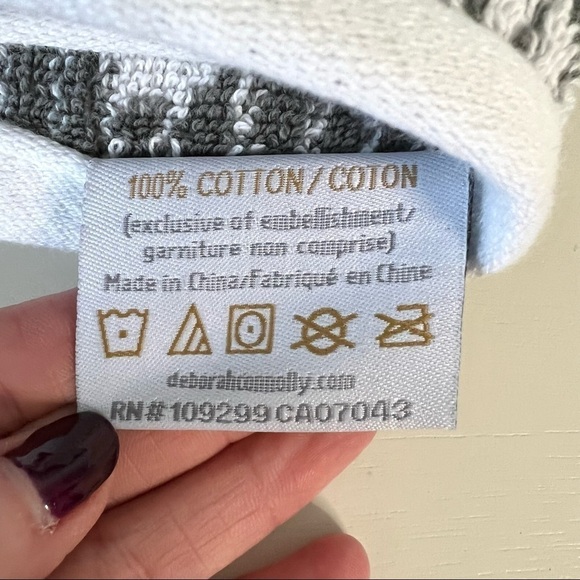 100% COTTON/COTON
(exclusive of embellishment/
garniture non comprise)
Made in China/Fabriqué en Chine
deborahconnolly.com
RN#109299 CA07043